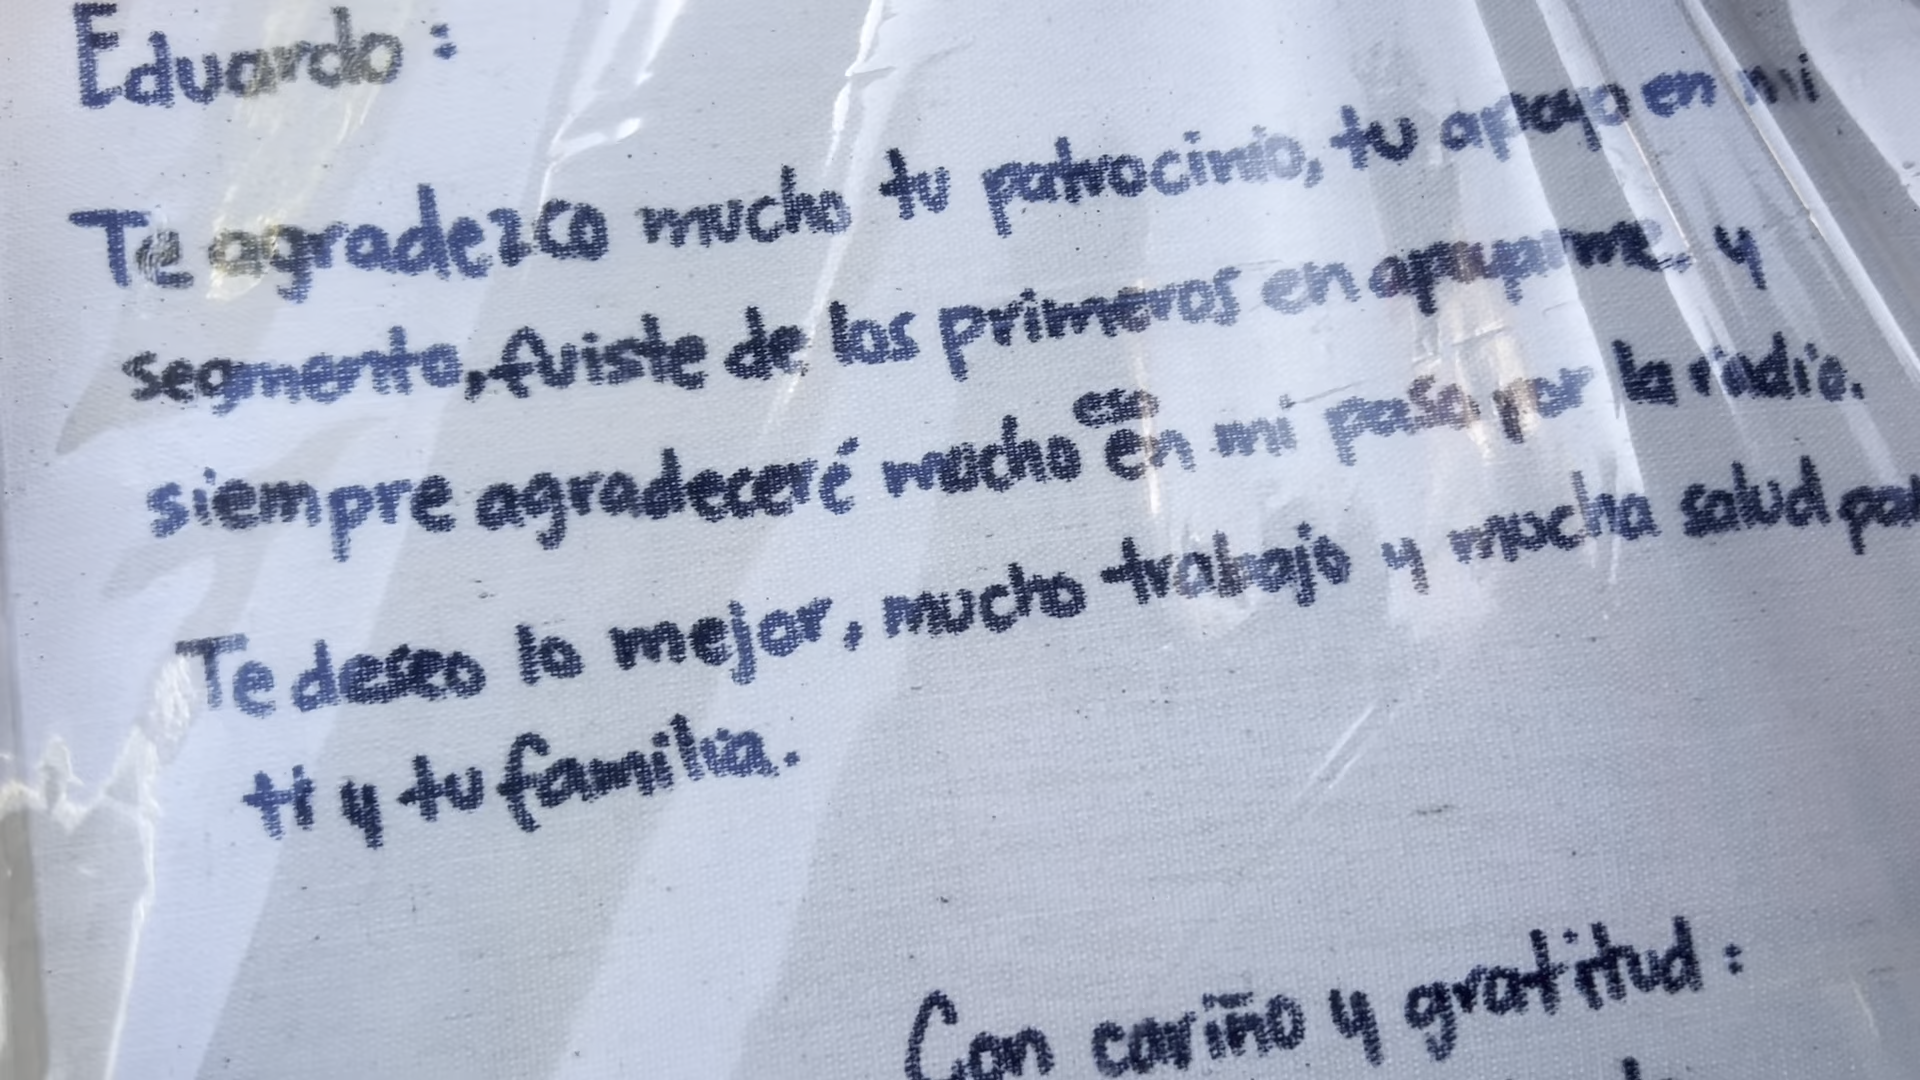 Eduardo:
Te agradezco mucho tu patrocinio, tu apoyo en mi
segmento, fuiste de los primeros en apoyarme. y
siempre agradeceré mucho eso en mi paso por la radio.
Te deseo lo mejor, mucho trabajo y mucha salud pa
ti y tu familia.
Con cariño y gratitud: